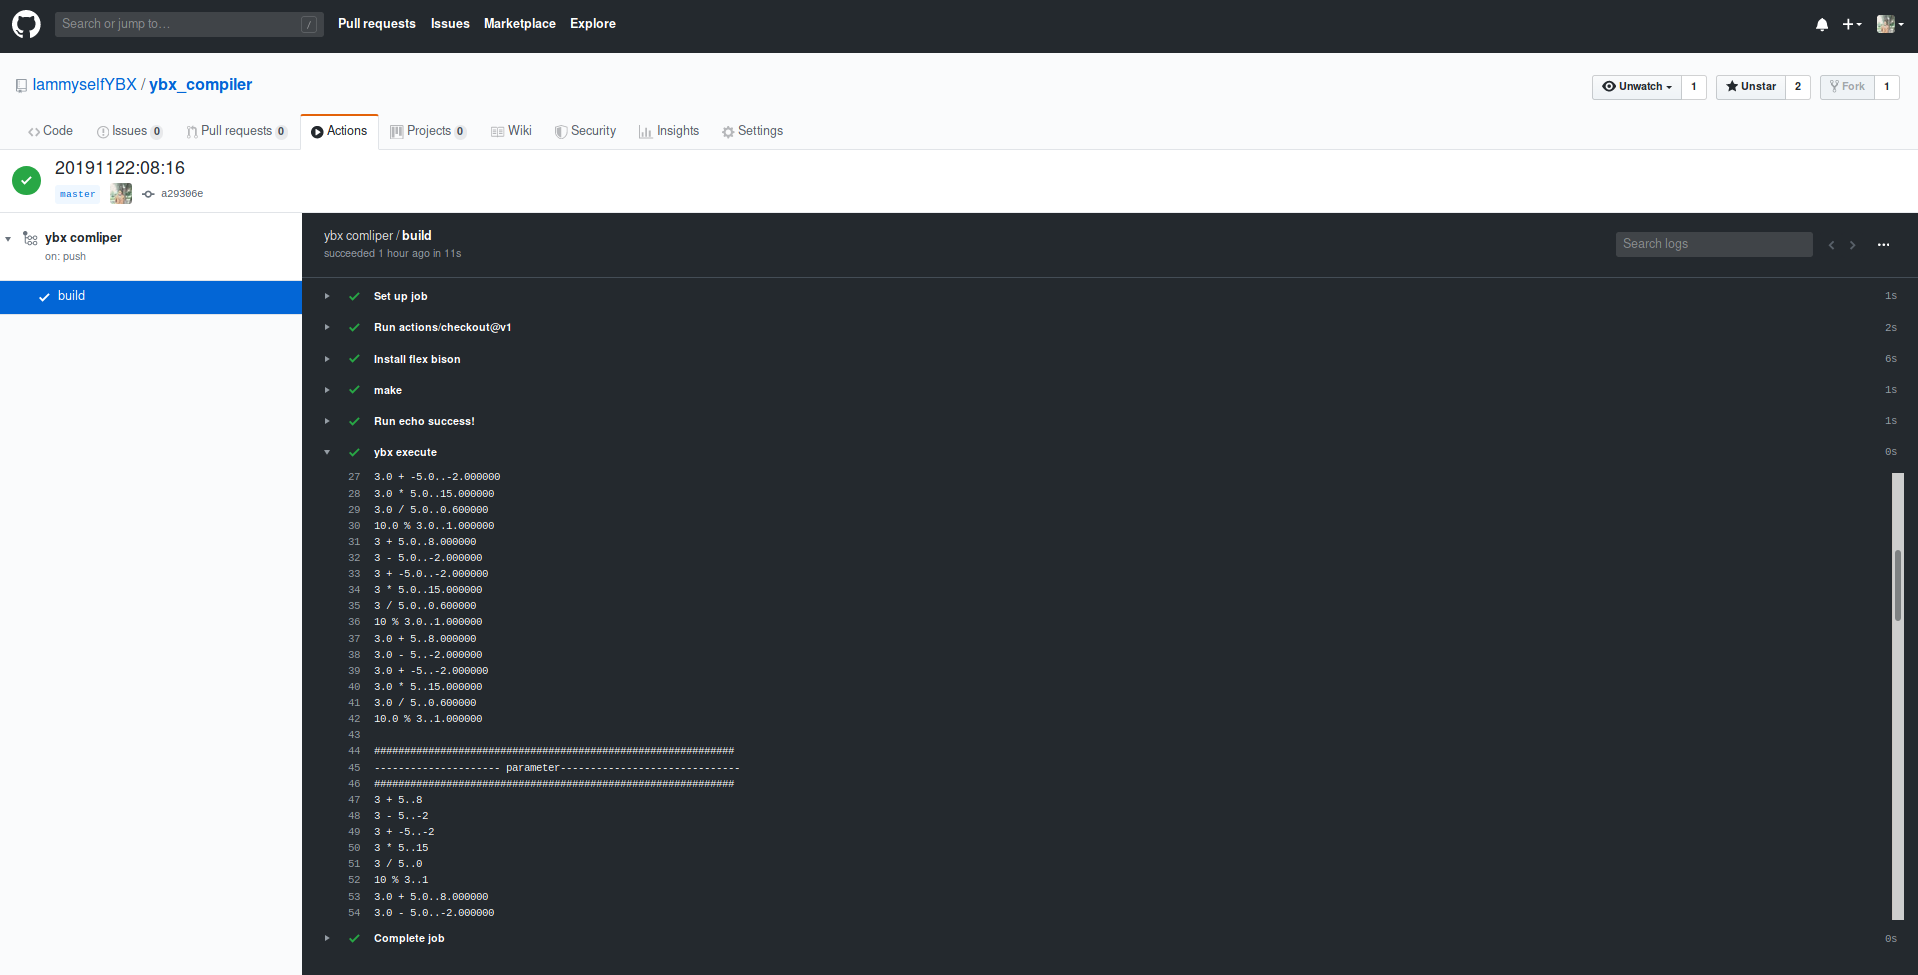 Search or jump to... /
Pull requests Issues Marketplace Explore
IammyselfYBX / ybx_compiler
Unwatch 1 Unstar 2 Fork 1
Code Issues 0 Pull requests 0 Actions Projects 0 Wiki Security Insights Settings
20191122:08:16
master a29306e
ybx comliper
on: push
build
ybx comliper / build
succeeded 1 hour ago in 11s
Search logs
Set up job 1s
Run actions/checkout@v1 2s
Install flex bison 6s
make 1s
Run echo success! 1s
ybx execute 0s
27 3.0 + -5.0..-2.000000
28 3.0 * 5.0..15.000000
29 3.0 / 5.0..0.600000
30 10.0 % 3.0..1.000000
31 3 + 5.0..8.000000
32 3 - 5.0..-2.000000
33 3 + -5.0..-2.000000
34 3 * 5.0..15.000000
35 3 / 5.0..0.600000
36 10 % 3.0..1.000000
37 3.0 + 5..8.000000
38 3.0 - 5..-2.000000
39 3.0 + -5..-2.000000
40 3.0 * 5..15.000000
41 3.0 / 5..0.600000
42 10.0 % 3..1.000000
43
44 ############################################################
45 --------------------- parameter------------------------------
46 ############################################################
47 3 + 5..8
48 3 - 5..-2
49 3 + -5..-2
50 3 * 5..15
51 3 / 5..0
52 10 % 3..1
53 3.0 + 5.0..8.000000
54 3.0 - 5.0..-2.000000
Complete job 0s